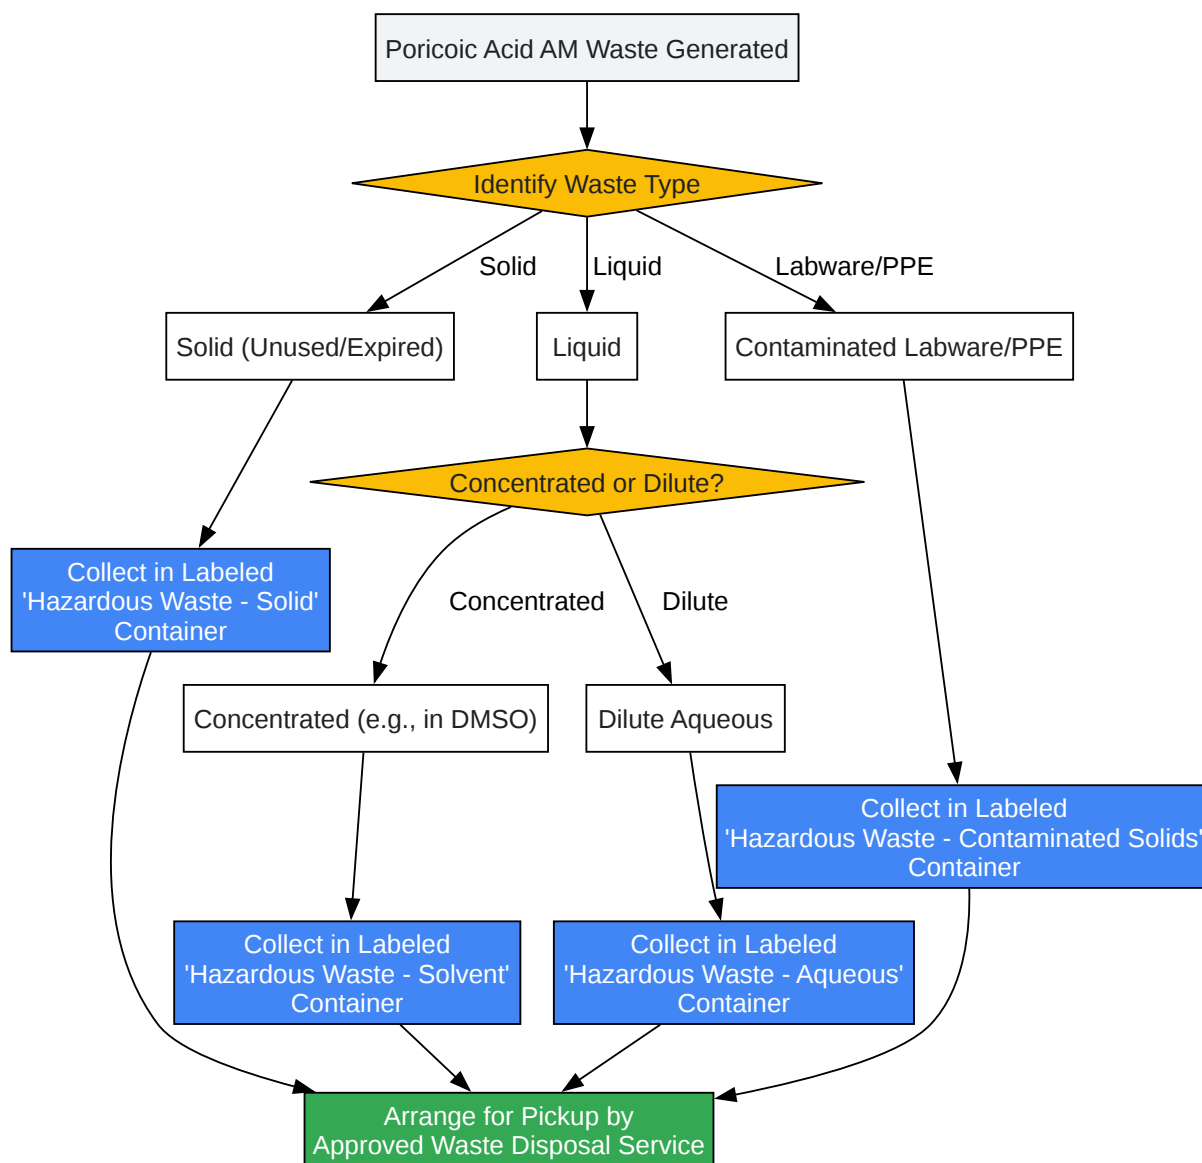 Poricoic Acid AM Waste Generated
Identify Waste Type
Solid
Liquid
Labware/PPE
Solid (Unused/Expired)
Liquid
Contaminated Labware/PPE
Concentrated or Dilute?
Collect in Labeled
'Hazardous Waste - Solid'
Container
Concentrated
Dilute
Concentrated (e.g., in DMSO)
Dilute Aqueous
Collect in Labeled
'Hazardous Waste - Contaminated Solids'
Container
Collect in Labeled
'Hazardous Waste - Solvent'
Container
Collect in Labeled
'Hazardous Waste - Aqueous'
Container
Arrange for Pickup by
Approved Waste Disposal Service